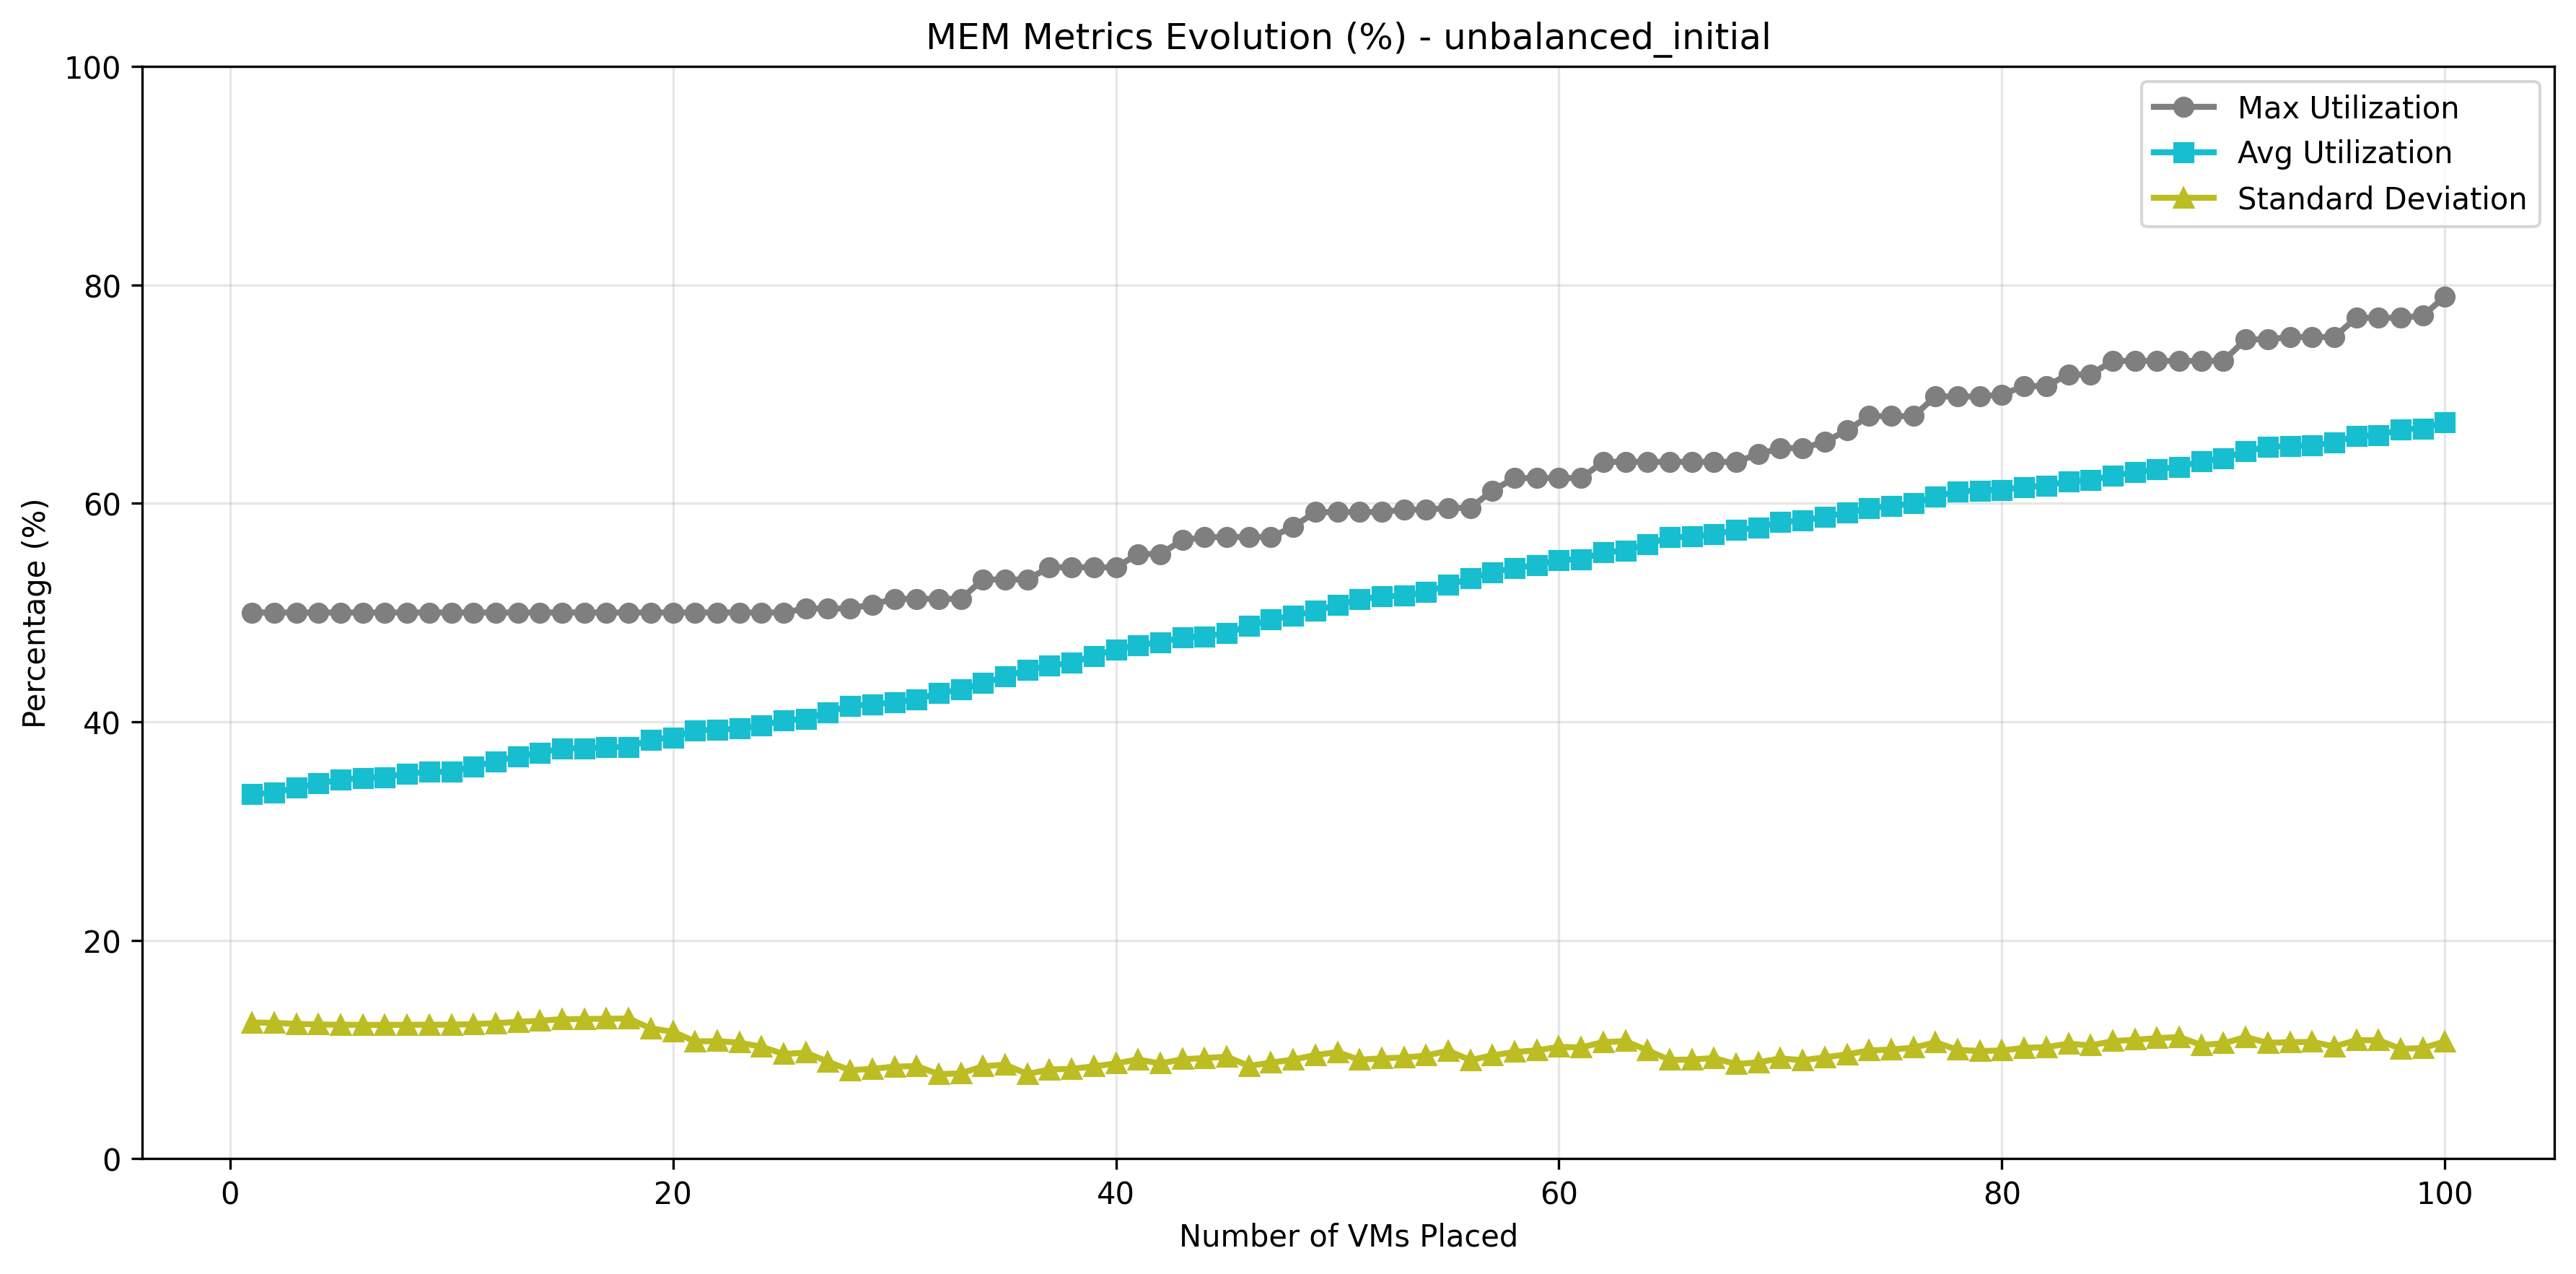 MEM Metrics Evolution (%) - unbalanced_initial
100
80
60
40
20
0
Percentage (%)
Max Utilization
Avg Utilization
Standard Deviation
0 20 40 60 80 100
Number of VMs Placed